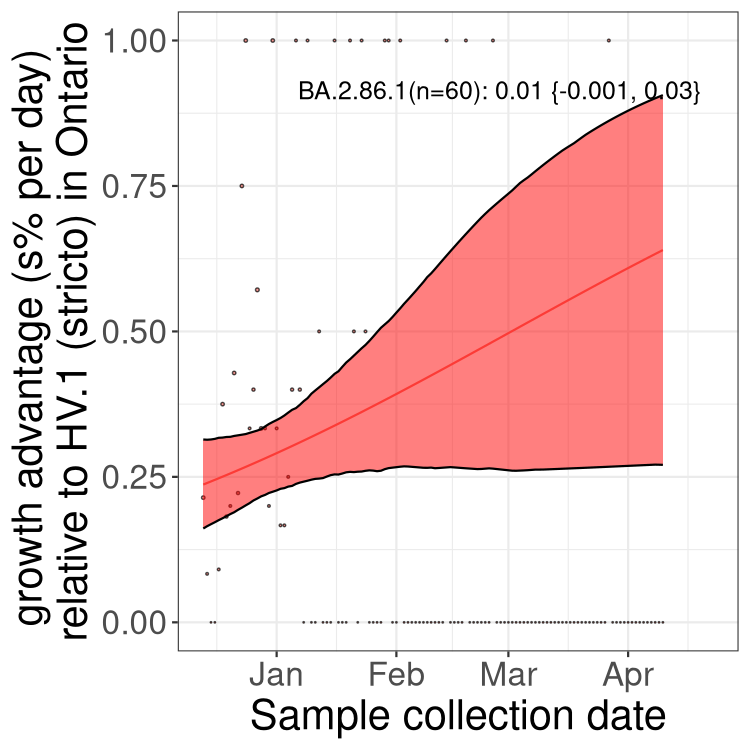 growth advantage (s% per day)
relative to HV.1 (stricto) in Ontario
1.00
0.75
0.50
0.25
0.00
BA.2.86.1(n=60): 0.01 {-0.001, 0.03}
Jan Feb Mar Apr
Sample collection date